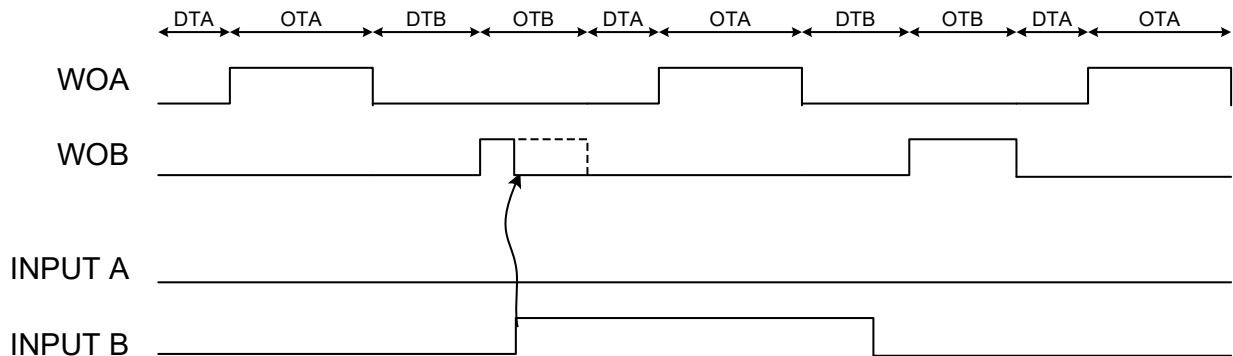 DTA OTA DTB OTB DTA OTA DTB OTB DTA OTA
WOA
WOB
INPUT A
INPUT B